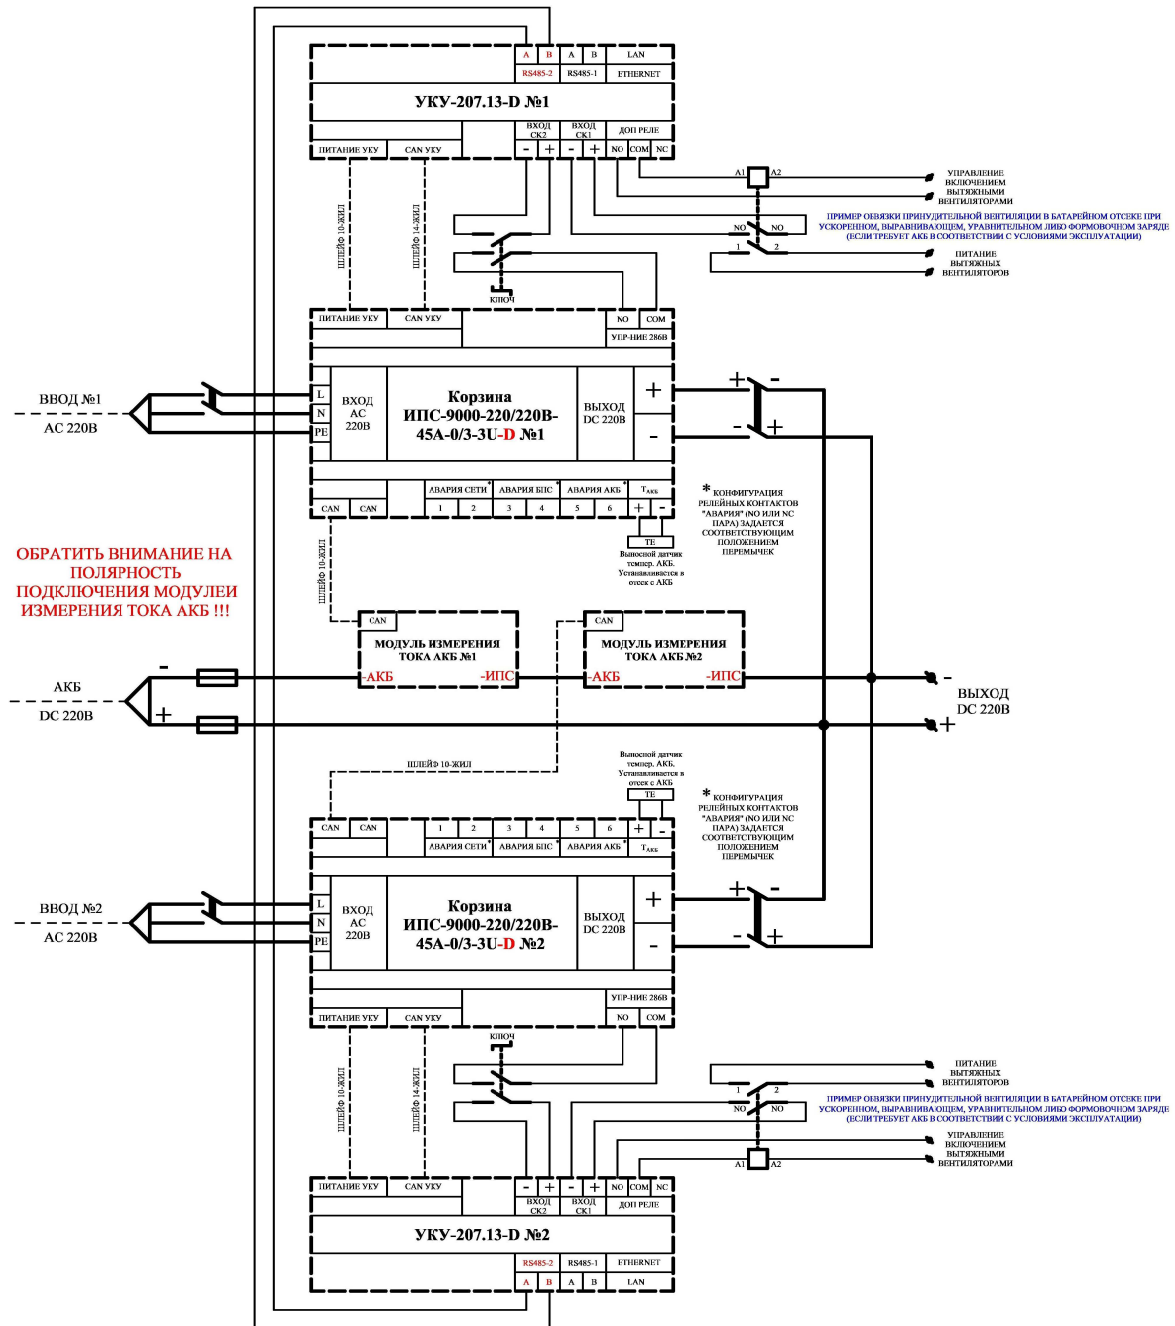 A B A B LAN
RS485-2 RS485-1 ETHERNET
УКУ-207.13-D №1
ВХОД СК2
ВХОД СК1
ДОП РЕЛЕ
ПИТАНИЕ УКУ CAN УКУ - + - + NO COM NC
A1 A2
УПРАВЛЕНИЕ
ВКЛЮЧЕНИЕМ
ВЫТЯЖНЫМИ
ВЕНТИЛЯТОРАМИ
ШЛЕЙФ 10-ЖИЛ
ШЛЕЙФ 14-ЖИЛ
ПРИМЕР ОБВЯЗКИ ПРИНУДИТЕЛЬНОЙ ВЕНТИЛЯЦИИ В БАТАРЕЙНОМ ОТСЕКЕ ПРИ
УСКОРЕННОМ, ВЫРАВНИВАЮЩЕМ, УРАВНИТЕЛЬНОМ ЛИБО ФОРМОВОЧНОМ ЗАРЯДЕ
(ЕСЛИ ТРЕБУЕТ АКБ В СООТВЕТСТВИИ С УСЛОВИЯМИ ЭКСПЛУАТАЦИИ)
NO NO
1 2
ПИТАНИЕ
ВЫТЯЖНЫХ
ВЕНТИЛЯТОРОВ
КЛЮЧ
ПИТАНИЕ УКУ CAN УКУ NO COM
УПР-НИЕ 286В
ВВОД №1
AC 220В
L
N
PE
ВХОД
AC
220В
Корзина
ИПС-9000-220/220В-
45А-0/3-3U-D №1
ВЫХОД
DC 220В
+
-
+ -
- +
АВАРИЯ СЕТИ* АВАРИЯ БПС* АВАРИЯ АКБ* TАКБ
CAN CAN 1 2 3 4 5 6 + -
TE
Выносной датчик
темпер. АКБ.
Устанавливается в
отсек с АКБ
* КОНФИГУРАЦИЯ
РЕЛЕЙНЫХ КОНТАКТОВ
"АВАРИЯ" (NO ИЛИ NC
ПАРА) ЗАДАЕТСЯ
СООТВЕТСТВУЮЩИМ
ПОЛОЖЕНИЕМ
ПЕРЕМЫЧЕК
ШЛЕЙФ 10-ЖИЛ
ОБРАТИТЬ ВНИМАНИЕ НА
ПОЛЯРНОСТЬ
ПОДКЛЮЧЕНИЯ МОДУЛЕЙ
ИЗМЕРЕНИЯ ТОКА АКБ !!!
CAN
МОДУЛЬ ИЗМЕРЕНИЯ
ТОКА АКБ №1
-АКБ -ИПС
CAN
МОДУЛЬ ИЗМЕРЕНИЯ
ТОКА АКБ №2
-АКБ -ИПС
АКБ
DC 220В
-
+
-
+
ВЫХОД
DC 220В
ШЛЕЙФ 10-ЖИЛ
Выносной датчик
темпер. АКБ.
Устанавливается в
отсек с АКБ
TE
* КОНФИГУРАЦИЯ
РЕЛЕЙНЫХ КОНТАКТОВ
"АВАРИЯ" (NO ИЛИ NC
ПАРА) ЗАДАЕТСЯ
СООТВЕТСТВУЮЩИМ
ПОЛОЖЕНИЕМ
ПЕРЕМЫЧЕК
CAN CAN 1 2 3 4 5 6 + -
АВАРИЯ СЕТИ* АВАРИЯ БПС* АВАРИЯ АКБ* TАКБ
ВВОД №2
AC 220В
L
N
PE
ВХОД
AC
220В
Корзина
ИПС-9000-220/220В-
45А-0/3-3U-D №2
ВЫХОД
DC 220В
+
-
+ -
- +
УПР-НИЕ 286В
ПИТАНИЕ УКУ CAN УКУ NO COM
КЛЮЧ
ШЛЕЙФ 10-ЖИЛ
ШЛЕЙФ 14-ЖИЛ
ПИТАНИЕ
ВЫТЯЖНЫХ
ВЕНТИЛЯТОРОВ
1 2
NO NO
ПРИМЕР ОБВЯЗКИ ПРИНУДИТЕЛЬНОЙ ВЕНТИЛЯЦИИ В БАТАРЕЙНОМ ОТСЕКЕ ПРИ
УСКОРЕННОМ, ВЫРАВНИВАЮЩЕМ, УРАВНИТЕЛЬНОМ ЛИБО ФОРМОВОЧНОМ ЗАРЯДЕ
(ЕСЛИ ТРЕБУЕТ АКБ В СООТВЕТСТВИИ С УСЛОВИЯМИ ЭКСПЛУАТАЦИИ)
УПРАВЛЕНИЕ
ВКЛЮЧЕНИЕМ
ВЫТЯЖНЫМИ
ВЕНТИЛЯТОРАМИ
A1 A2
ПИТАНИЕ УКУ CAN УКУ - + - + NO COM NC
ВХОД СК2
ВХОД СК1
ДОП РЕЛЕ
УКУ-207.13-D №2
RS485-2 RS485-1 ETHERNET
A B A B LAN